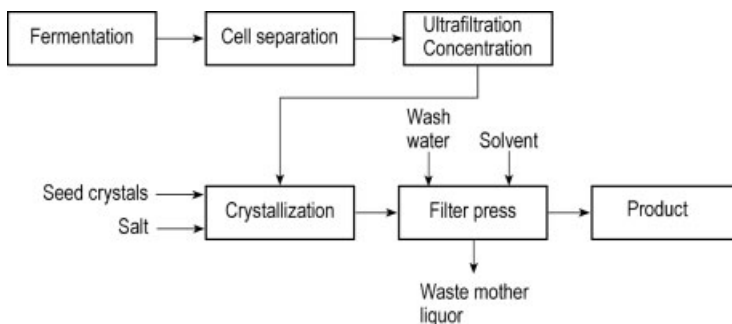 Fermentation
Cell separation
Ultrafiltration
Concentration
Wash
water
Solvent
Seed crystals
Salt
Crystallization
Filter press
Product
Waste mother
liquor